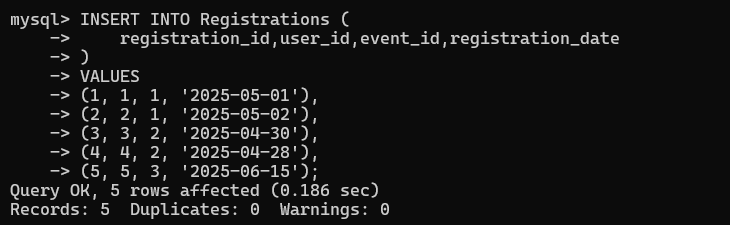 mysql> INSERT INTO Registrations (
    ->     registration_id,user_id,event_id,registration_date
    -> )
    -> VALUES
    -> (1, 1, 1, '2025-05-01'),
    -> (2, 2, 1, '2025-05-02'),
    -> (3, 3, 2, '2025-04-30'),
    -> (4, 4, 2, '2025-04-28'),
    -> (5, 5, 3, '2025-06-15');
Query OK, 5 rows affected (0.186 sec)
Records: 5  Duplicates: 0  Warnings: 0